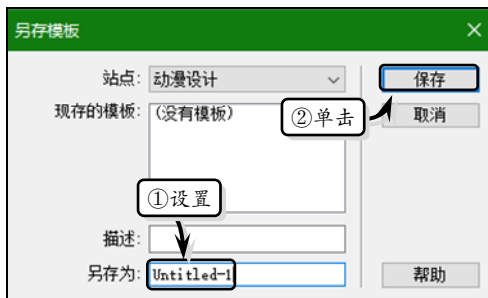 另存模板
站点: 动漫设计
保存
现存的模板: (没有模板)
②单击
取消
①设置
描述:
另存为: Untitled-1
帮助